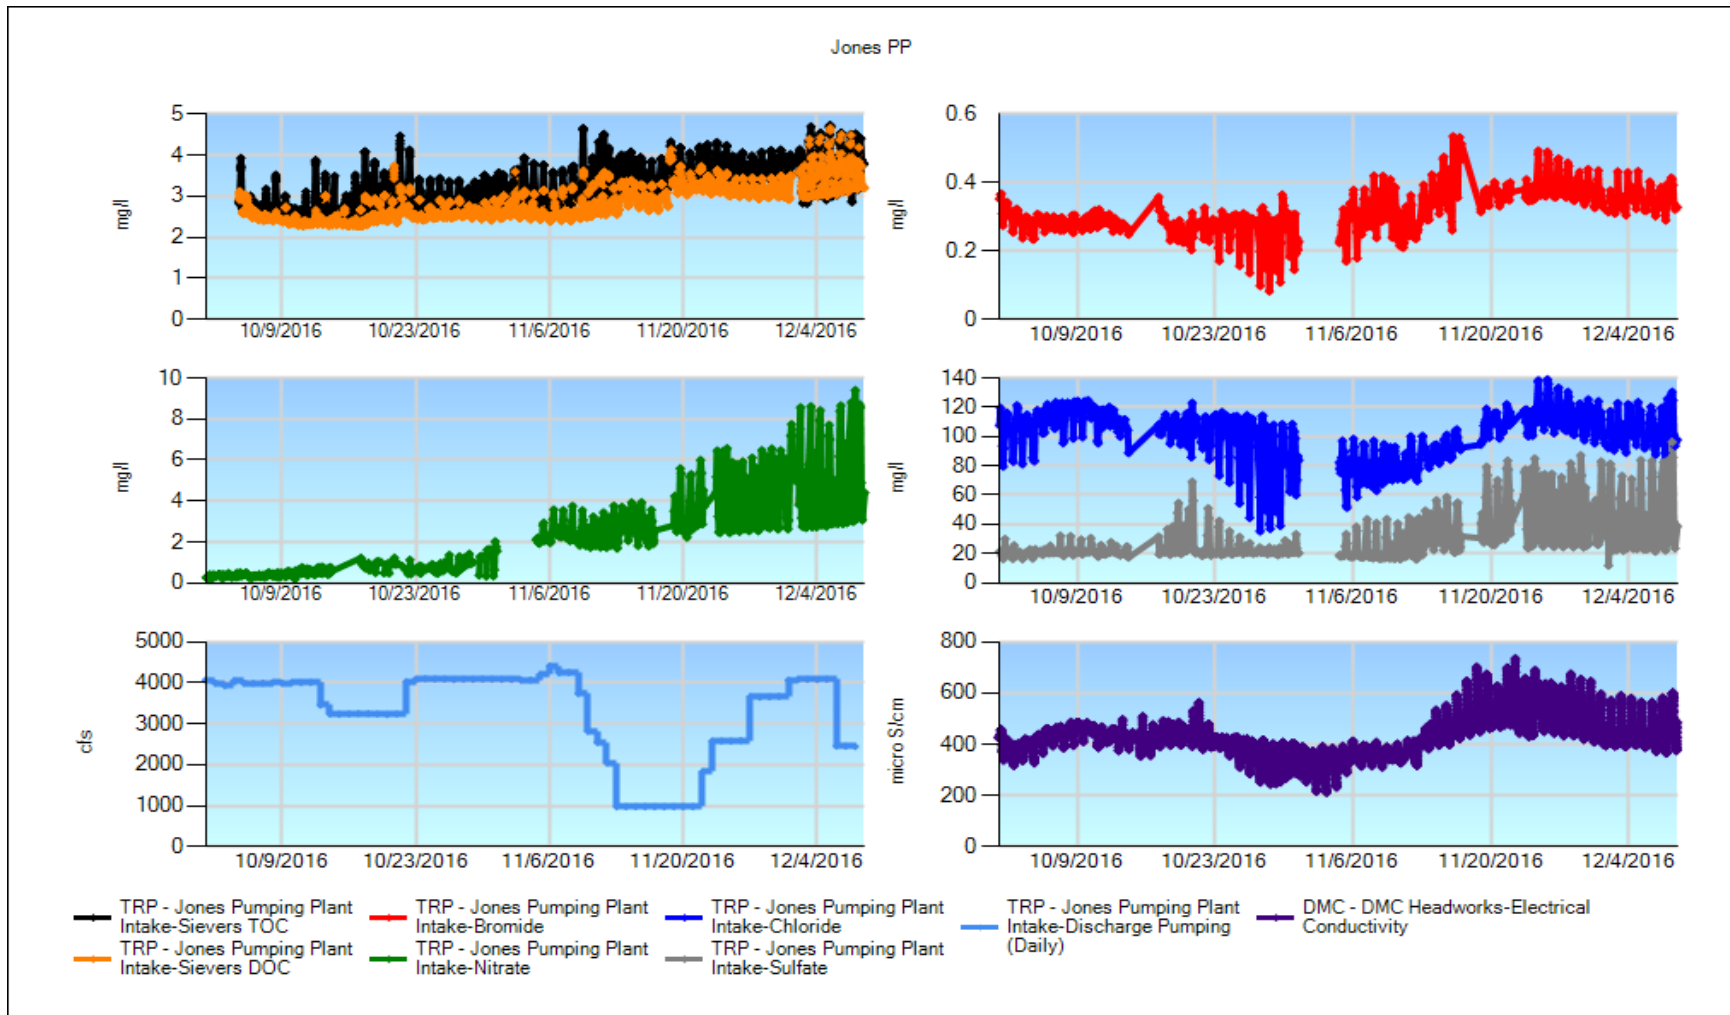 Jones PP
5
4
3
2
1
0
mg/l
10/9/2016 10/23/2016 11/6/2016 11/20/2016 12/4/2016
0.6
0.4
0.2
0
mg/l
10/9/2016 10/23/2016 11/6/2016 11/20/2016 12/4/2016
10
8
6
4
2
0
mg/l
10/9/2016 10/23/2016 11/6/2016 11/20/2016 12/4/2016
140
120
100
80
60
40
20
0
mg/l
10/9/2016 10/23/2016 11/6/2016 11/20/2016 12/4/2016
5000
4000
3000
2000
1000
0
cfs
10/9/2016 10/23/2016 11/6/2016 11/20/2016 12/4/2016
800
600
400
200
0
micro S/cm
10/9/2016 10/23/2016 11/6/2016 11/20/2016 12/4/2016
TRP - Jones Pumping Plant
Intake-Sievers TOC
TRP - Jones Pumping Plant
Intake-Bromide
TRP - Jones Pumping Plant
Intake-Chloride
TRP - Jones Pumping Plant
Intake-Discharge Pumping
(Daily)
DMC - DMC Headworks-Electrical
Conductivity
TRP - Jones Pumping Plant
Intake-Sievers DOC
TRP - Jones Pumping Plant
Intake-Nitrate
TRP - Jones Pumping Plant
Intake-Sulfate